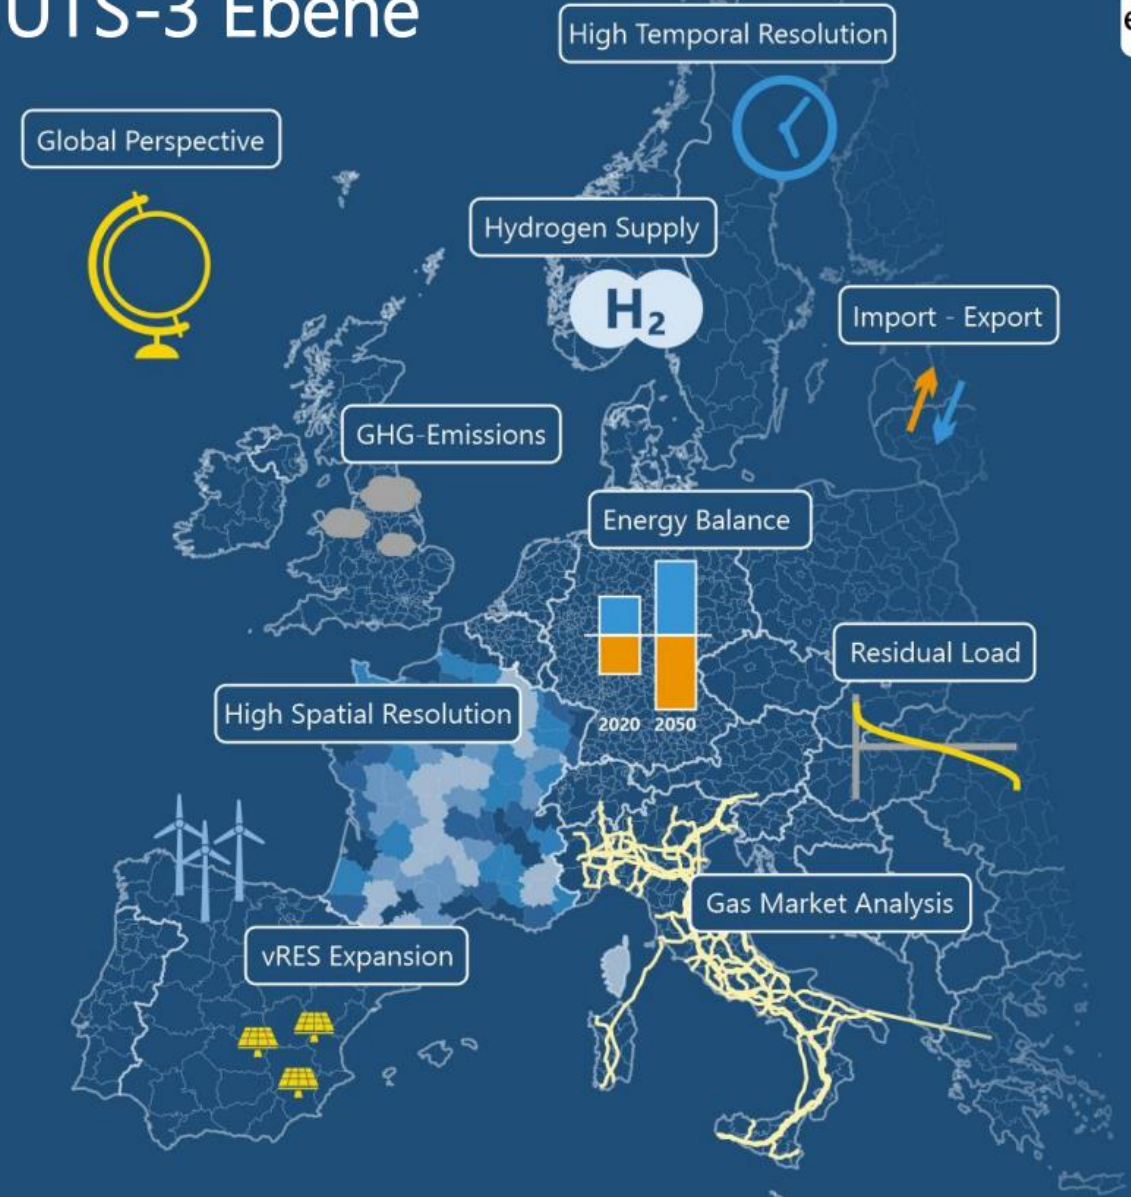 UTS-3 Ebene
e
High Temporal Resolution
Global Perspective
Hydrogen Supply
H2
Import - Export
GHG-Emissions
Energy Balance
2020 2050
Residual Load
High Spatial Resolution
Gas Market Analysis
vRES Expansion